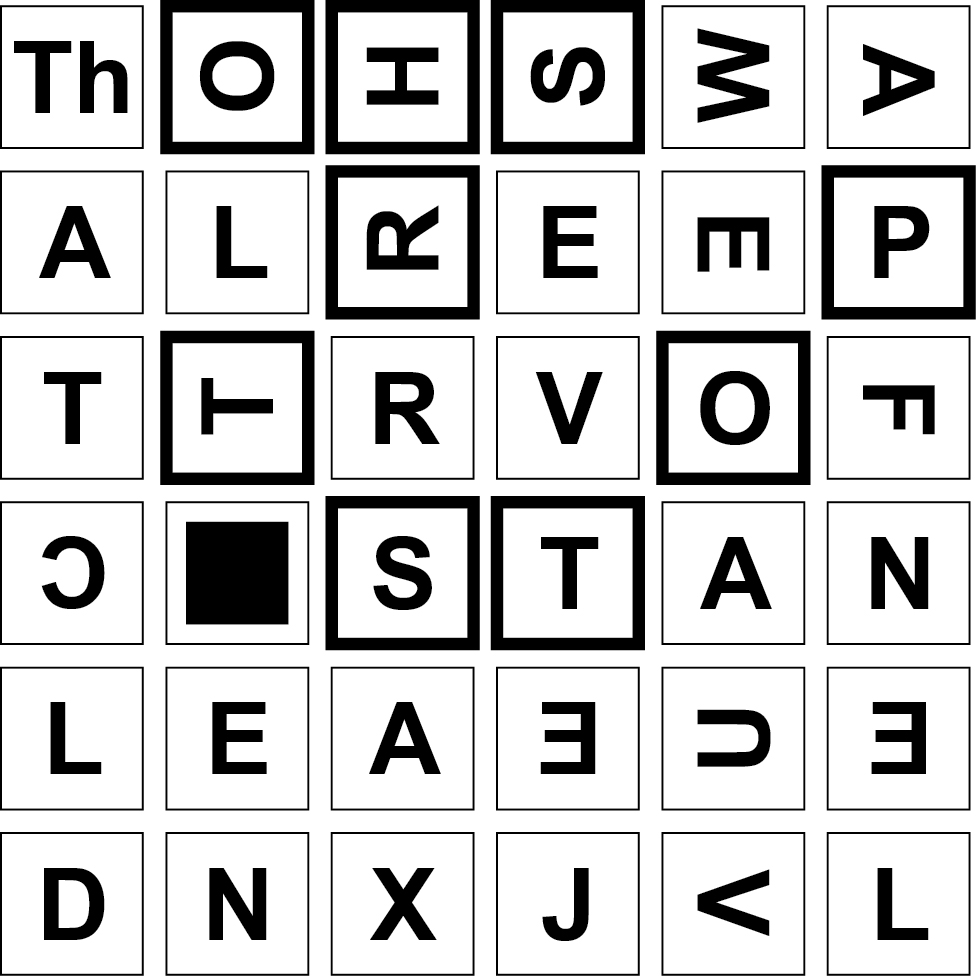 Th O H S W A
A L R E E P
T T R V O F
C S T A N
L E A E U E
D N X J V L